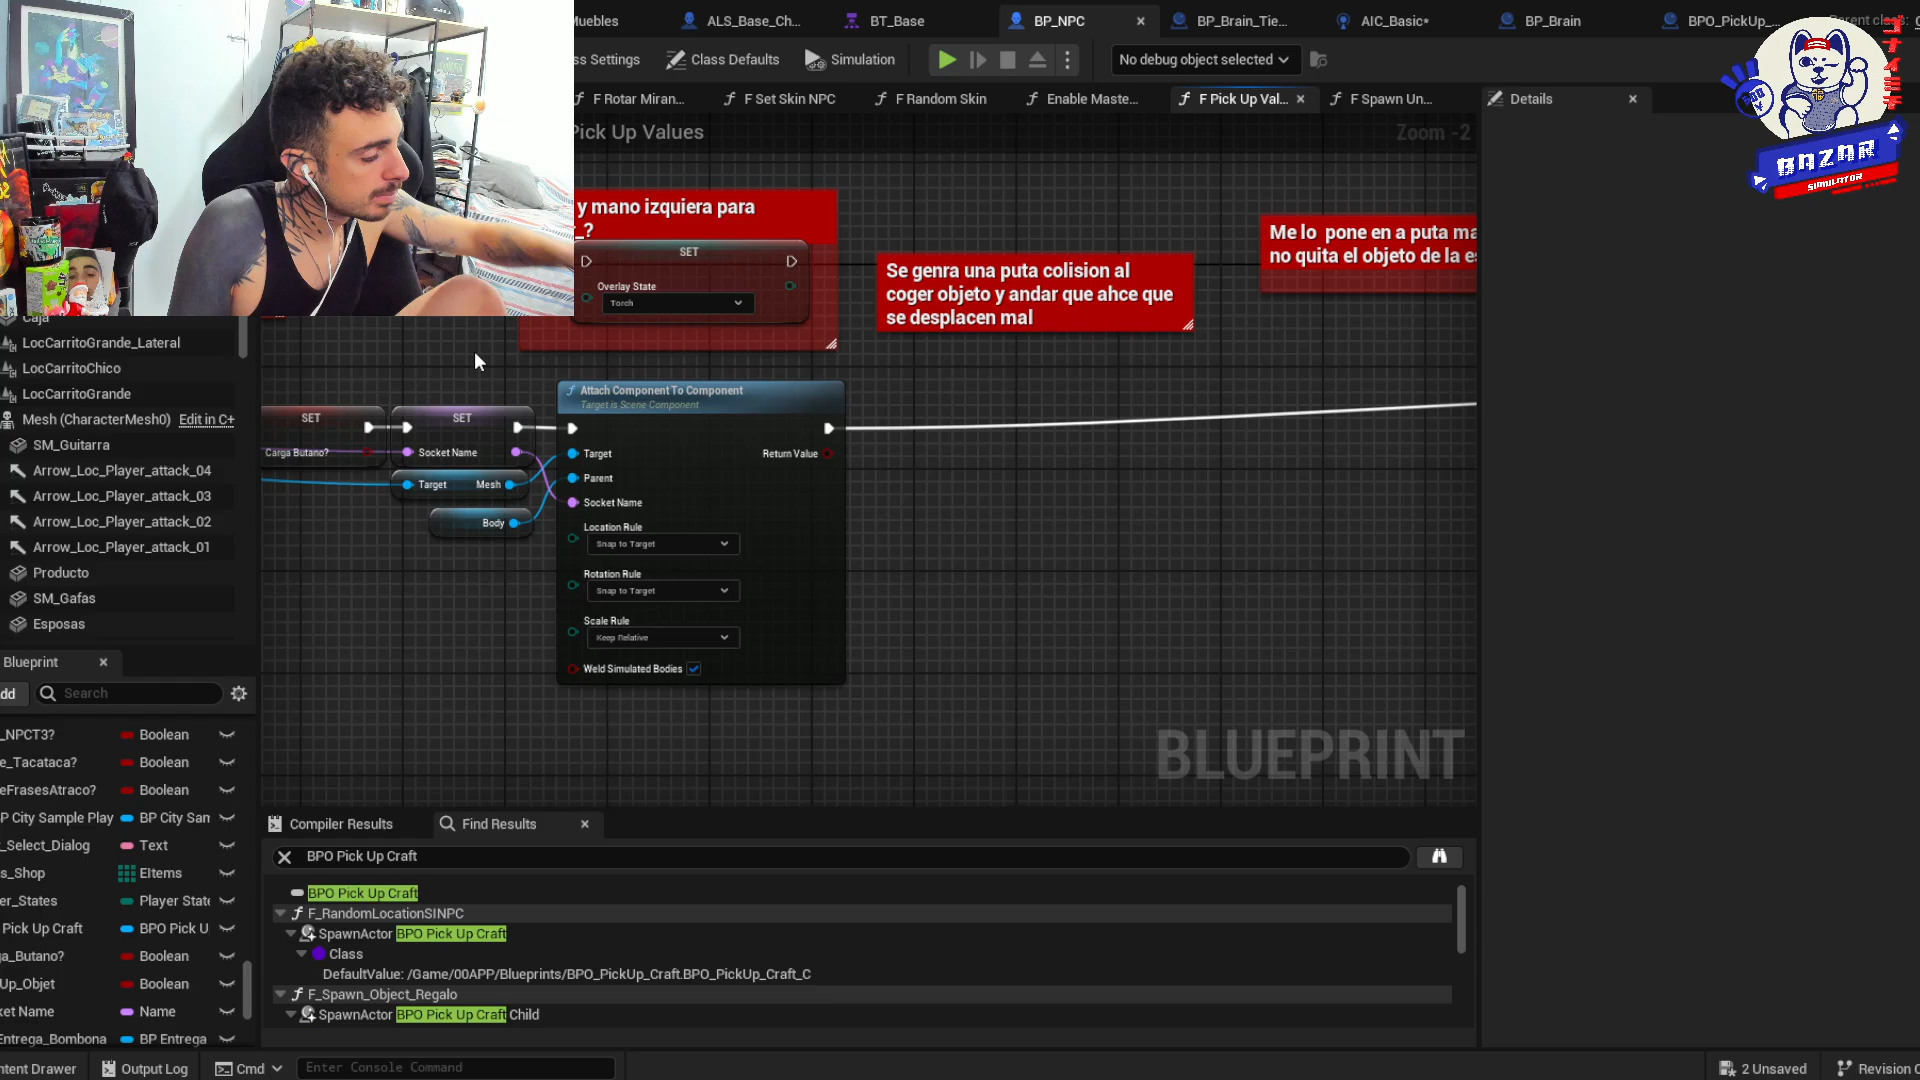 Muebles
ALS_Base_Ch...
BT_Base
BP_NPC
BP_Brain_Tie...
AIC_Basic*
BP_Brain
BPO_PickUp_...
ss Settings
Class Defaults
Simulation
No debug object selected
F Rotar Miran...
F Set Skin NPC
F Random Skin
Enable Maste...
F Pick Up Val...
F Spawn Un...
Details
Pick Up Values
Zoom -2
BAZAR
SIMULATOR
y mano izquiera para
_?
SET
Overlay State
Torch
Se genra una puta colision al
coger objeto y andar que ahce que
se desplacen mal
Me lo pone en a puta ma
no quita el objeto de la es
Caja
LocCarritoGrande_Lateral
LocCarritoChico
LocCarritoGrande
Mesh (CharacterMesh0) Edit in C+
SM_Guitarra
Arrow_Loc_Player_attack_04
Arrow_Loc_Player_attack_03
Arrow_Loc_Player_attack_02
Arrow_Loc_Player_attack_01
Producto
SM_Gafas
Esposas
SET
Carga Butano?
SET
Socket Name
Target Mesh
Body
Attach Component To Component
Target is Scene Component
Target
Return Value
Parent
Socket Name
Location Rule
Snap to Target
Rotation Rule
Snap to Target
Scale Rule
Keep Relative
Weld Simulated Bodies
BLUEPRINT
Blueprint
dd
Search
_NPCT3? Boolean
e_Tacataca? Boolean
eFrasesAtraco? Boolean
BP City Sample Play BP City Sam
_Select_Dialog Text
s_Shop EItems
er_States Player State
Pick Up Craft BPO Pick U
ga_Butano? Boolean
Up_Objet Boolean
ket Name Name
Entrega_Bombona BP Entrega
Compiler Results
Find Results
BPO Pick Up Craft
BPO Pick Up Craft
F_RandomLocationSINPC
SpawnActor BPO Pick Up Craft
Class
DefaultValue: /Game/00APP/Blueprints/BPO_PickUp_Craft.BPO_PickUp_Craft_C
F_Spawn_Object_Regalo
SpawnActor BPO Pick Up Craft Child
ntent Drawer
Output Log
Cmd
Enter Console Command
2 Unsaved
Revision C